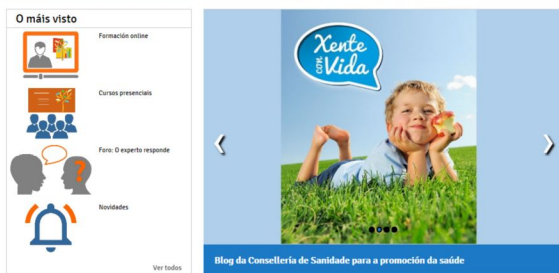 O máis visto
Formación online
Cursos presenciais
Foro: O experto responde
Novidades
Ver todos
Xente
con
Vida
Blog da Consellería de Sanidade para a promoción da saúde